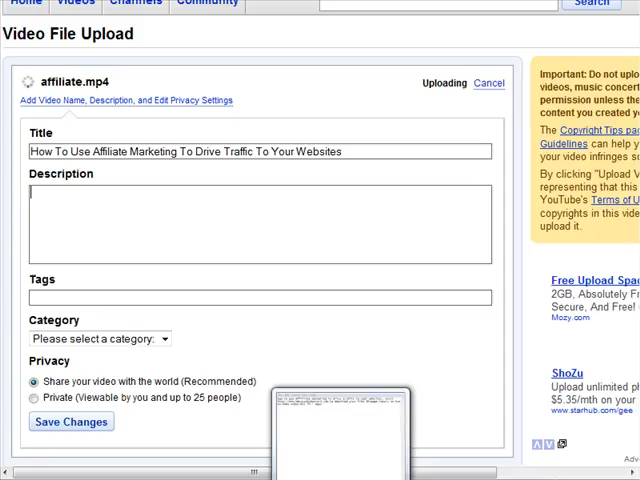 Home Videos Channels Community Search
Video File Upload
affiliate.mp4 Uploading Cancel
Add Video Name, Description, and Edit Privacy Settings
Title
How To Use Affiliate Marketing To Drive Traffic To Your Websites
Description
Tags
Category
Please select a category:
Privacy
Share your video with the world (Recommended)
Private (Viewable by you and up to 25 people)
Save Changes
Important: Do not uplo
videos, music concert
permission unless the
content you created yo
The Copyright Tips pag
Guidelines can help y
your video infringes so
By clicking "Upload V
representing that this
YouTube's Terms of U
copyrights in this vide
upload it.
Free Upload Spac
2GB, Absolutely Fr
Secure, And Free!
Mozy.com
ShoZu
Upload unlimited ph
$5.35/mth on your
www.starhub.com/gee
Adve